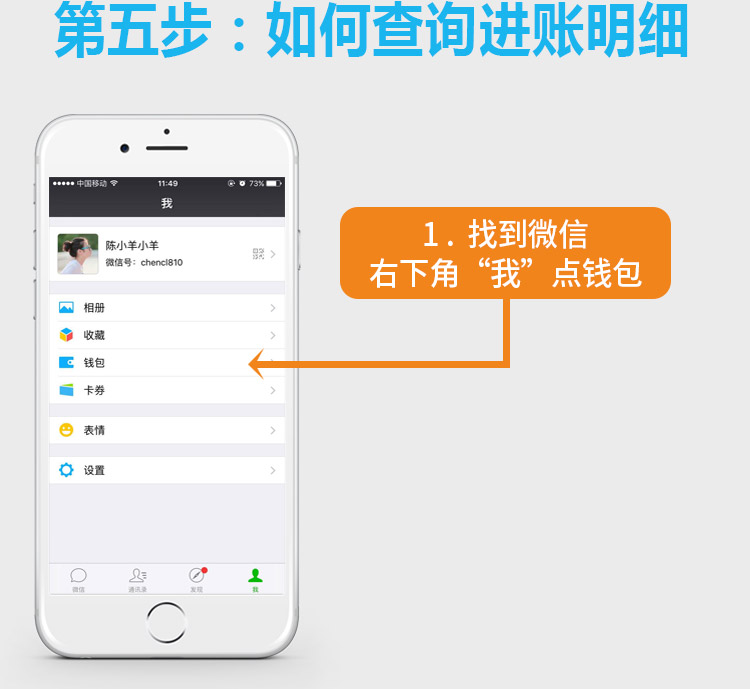 第五步：如何查询进账明细
中国移动 11:49 73%
我
陈小羊小羊
微信号：chencl810
相册
收藏
钱包
卡券
表情
设置
微信 通讯录 发现 我
1. 找到微信
右下角“我”点钱包